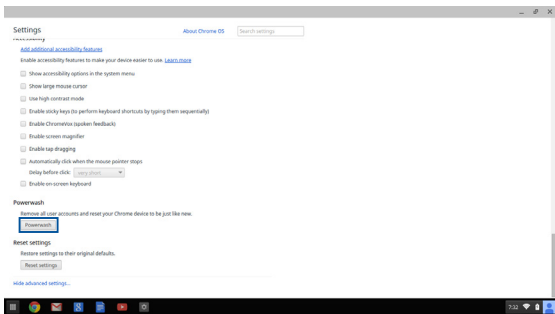 Settings
About Chrome OS
Search settings
Accessibility
Add additional accessibility features
Enable accessibility features to make your device easier to use. Learn more
Show accessibility options in the system menu
Show large mouse cursor
Use high contrast mode
Enable sticky keys (to perform keyboard shortcuts by typing them sequentially)
Enable ChromeVox (spoken feedback)
Enable screen magnifier
Enable tap dragging
Automatically click when the mouse pointer stops
Delay before click: very short
Enable on-screen keyboard
Powerwash
Remove all user accounts and reset your Chrome device to be just like new.
Powerwash
Reset settings
Restore settings to their original defaults.
Reset settings
Hide advanced settings...
7:32